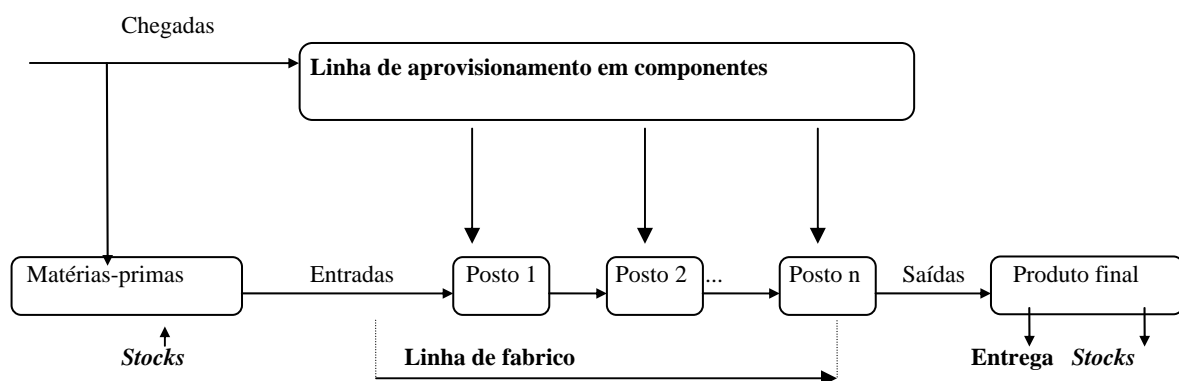 Chegadas
Linha de aprovisionamento em componentes
Matérias-primas Entradas Posto 1 Posto 2 ... Posto n Saídas Produto final
Stocks Linha de fabrico Entrega Stocks